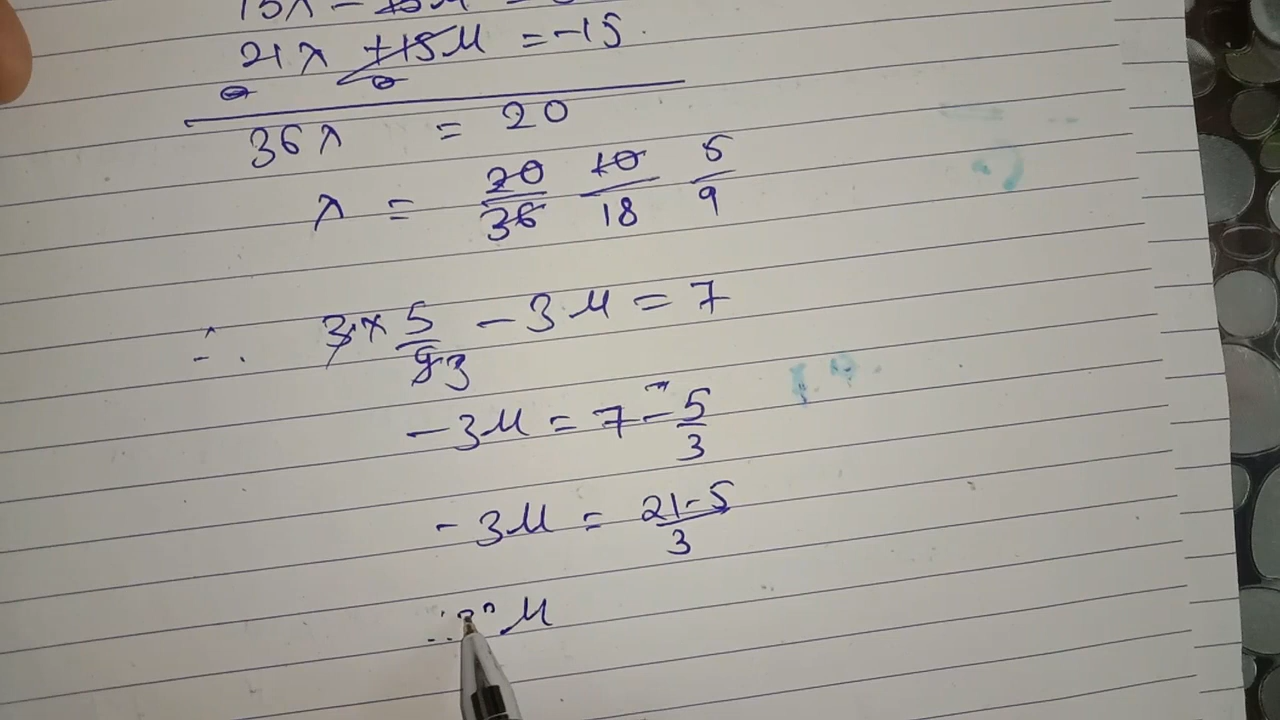 21λ +15μ = -15.
36λ = 20
λ = 20/36 10/18 5/9
∴ 3 × 5/93 - 3μ = 7
-3μ = 7 - 5/3
-3μ = 21-5/3
μ